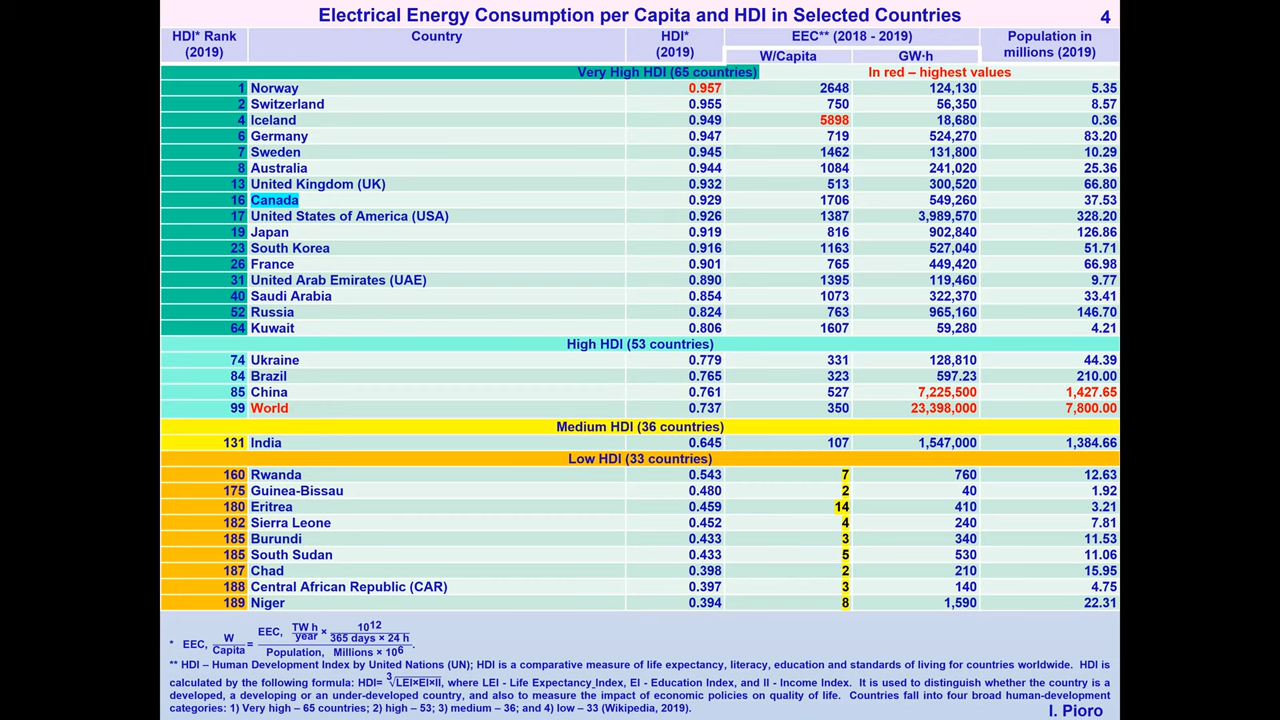 Electrical Energy Consumption per Capita and HDI in Selected Countries 4
HDI* Rank (2019) Country HDI* (2019) EEC** (2018 - 2019) Population in millions (2019)
W/Capita GW·h
Very High HDI (65 countries) In red – highest values
1 Norway 0.957 2648 124,130 5.35
2 Switzerland 0.955 750 56,350 8.57
4 Iceland 0.949 5898 18,680 0.36
6 Germany 0.947 719 524,270 83.20
7 Sweden 0.945 1462 131,800 10.29
8 Australia 0.944 1084 241,020 25.36
13 United Kingdom (UK) 0.932 513 300,520 66.80
16 Canada 0.929 1706 549,260 37.53
17 United States of America (USA) 0.926 1387 3,989,570 328.20
19 Japan 0.919 816 902,840 126.86
23 South Korea 0.916 1163 527,040 51.71
26 France 0.901 765 449,420 66.98
31 United Arab Emirates (UAE) 0.890 1395 119,460 9.77
40 Saudi Arabia 0.854 1073 322,370 33.41
52 Russia 0.824 763 965,160 146.70
64 Kuwait 0.806 1607 59,280 4.21
High HDI (53 countries)
74 Ukraine 0.779 331 128,810 44.39
84 Brazil 0.765 323 597.23 210.00
85 China 0.761 527 7,225,500 1,427.65
99 World 0.737 350 23,398,000 7,800.00
Medium HDI (36 countries)
131 India 0.645 107 1,547,000 1,384.66
Low HDI (33 countries)
160 Rwanda 0.543 7 760 12.63
175 Guinea-Bissau 0.480 2 40 1.92
180 Eritrea 0.459 14 410 3.21
182 Sierra Leone 0.452 4 240 7.81
185 Burundi 0.433 3 340 11.53
185 South Sudan 0.433 5 530 11.06
187 Chad 0.398 2 210 15.95
188 Central African Republic (CAR) 0.397 3 140 4.75
189 Niger 0.394 8 1,590 22.31
* EEC, W/Capita = EEC, TW h/year × 10^12/365 days × 24 h / Population, Millions × 10^6.
** HDI – Human Development Index by United Nations (UN); HDI is a comparative measure of life expectancy, literacy, education and standards of living for countries worldwide. HDI is
calculated by the following formula: HDI= ∛LEI×EI×II, where LEI - Life Expectancy Index, EI - Education Index, and II - Income Index. It is used to distinguish whether the country is a
developed, a developing or an under-developed country, and also to measure the impact of economic policies on quality of life. Countries fall into four broad human-development
categories: 1) Very high – 65 countries; 2) high – 53; 3) medium – 36; and 4) low – 33 (Wikipedia, 2019).
I. Pioro